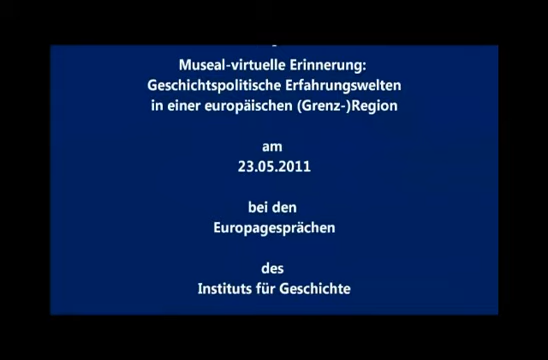 Museal-virtuelle Erinnerung:
Geschichtspolitische Erfahrungswelten
in einer europäischen (Grenz-)Region
am
23.05.2011
bei den
Europagesprächen
des
Instituts für Geschichte